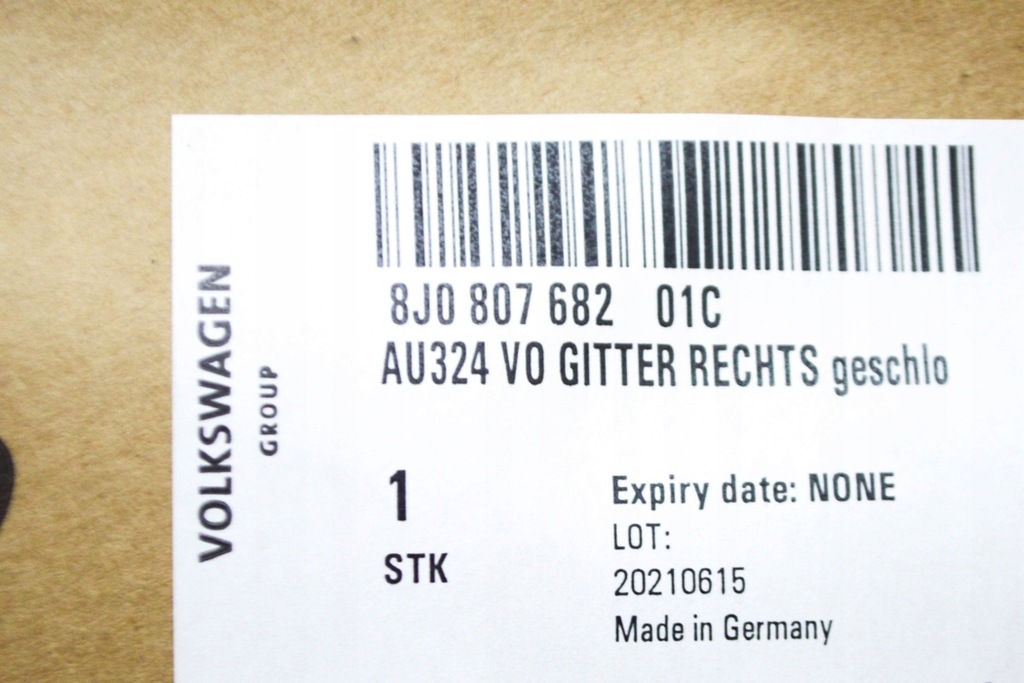 VOLKSWAGEN
GROUP
8J0 807 682 01C
AU324 VO GITTER RECHTS geschlo
1
STK
Expiry date: NONE
LOT:
20210615
Made in Germany